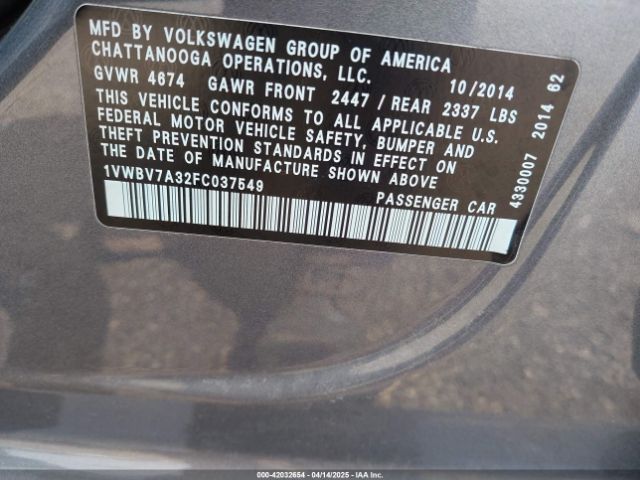 MFD BY VOLKSWAGEN GROUP OF AMERICA
CHATTANOOGA OPERATIONS, LLC. 10/2014
GVWR 4674 GAWR FRONT 2447 / REAR 2337 LBS
THIS VEHICLE CONFORMS TO ALL APPLICABLE U.S.
FEDERAL MOTOR VEHICLE SAFETY, BUMPER AND
THEFT PREVENTION STANDARDS IN EFFECT ON
THE DATE OF MANUFACTURE SHOWN ABOVE
1VWBV7A32FC037549 PASSENGER CAR
4330007 2014 62
000-42032654 - 04/14/2025 - IAA Corp.